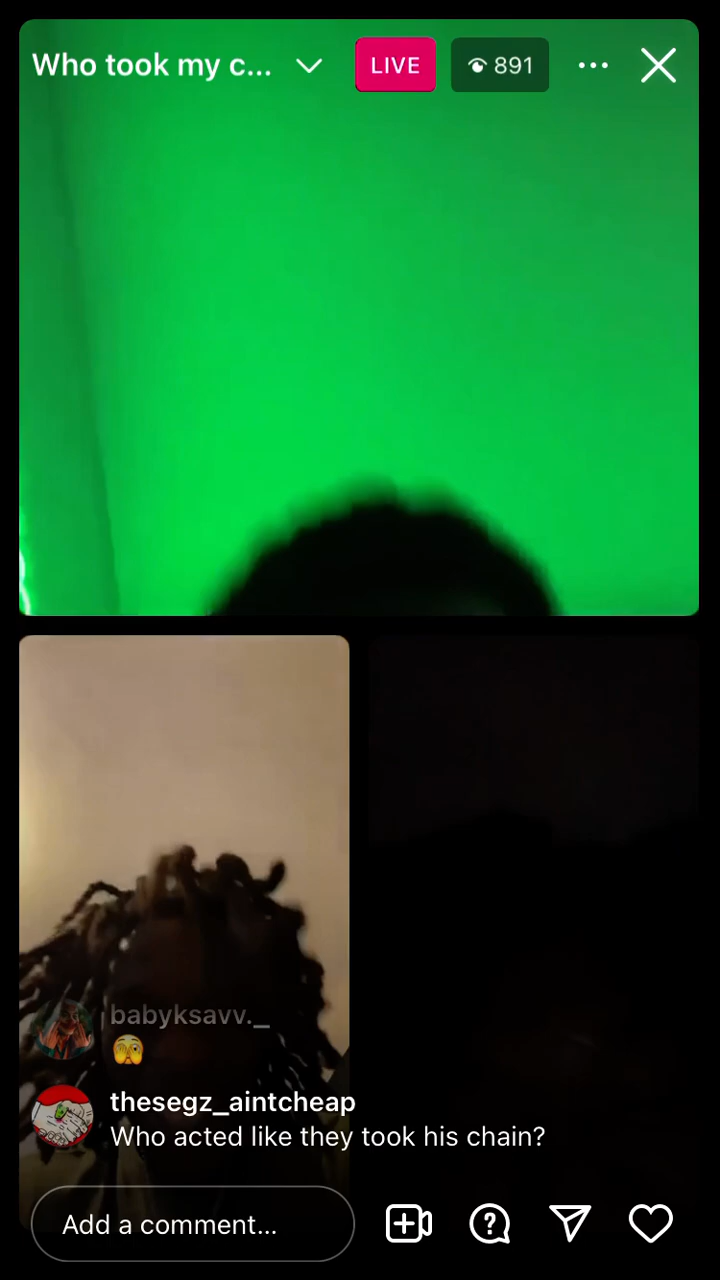 Who took my c...
LIVE
891
babyksavv._
thesegz_aintcheap
Who acted like they took his chain?
Add a comment...